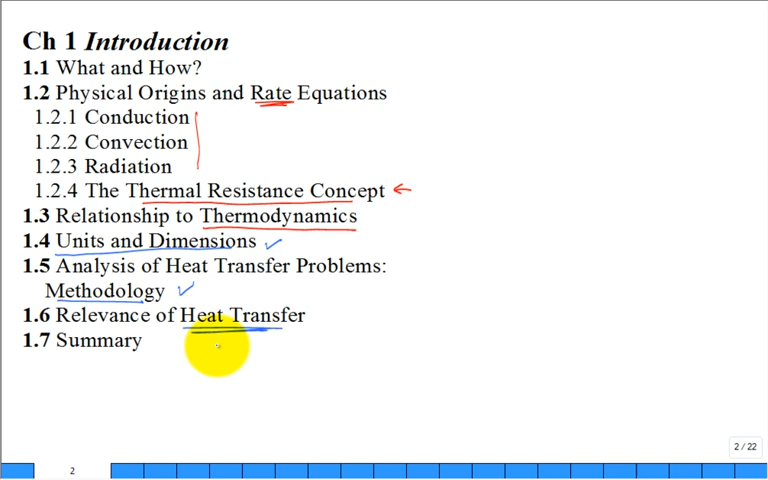 Ch 1 Introduction
1.1 What and How?
1.2 Physical Origins and Rate Equations
1.2.1 Conduction
1.2.2 Convection
1.2.3 Radiation
1.2.4 The Thermal Resistance Concept
1.3 Relationship to Thermodynamics
1.4 Units and Dimensions
1.5 Analysis of Heat Transfer Problems:
Methodology
1.6 Relevance of Heat Transfer
1.7 Summary
2 / 22
2